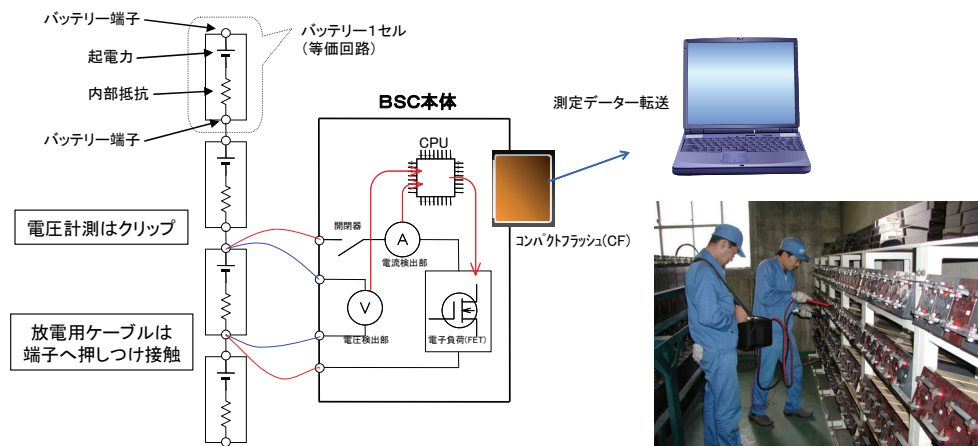 バッテリー端子
起電力
内部抵抗
バッテリー端子
バッテリー1セル
(等価回路)
電圧計測はクリップ
放電用ケーブルは
端子へ押しつけ接触
BSC本体
CPU
開閉器
A
電流検出部
V
電圧検出部
電子負荷(FET)
コンパクトフラッシュ(CF)
測定データー転送